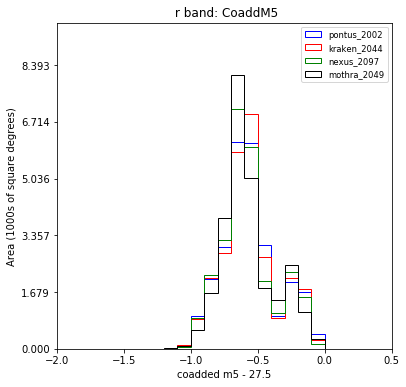 r band: CoaddM5
pontus_2002
kraken_2044
nexus_2097
mothra_2049
Area (1000s of square degrees)
8.393
6.714
5.036
3.357
1.679
0.000
−2.0 −1.5 −1.0 −0.5 0.0 0.5
coadded m5 - 27.5